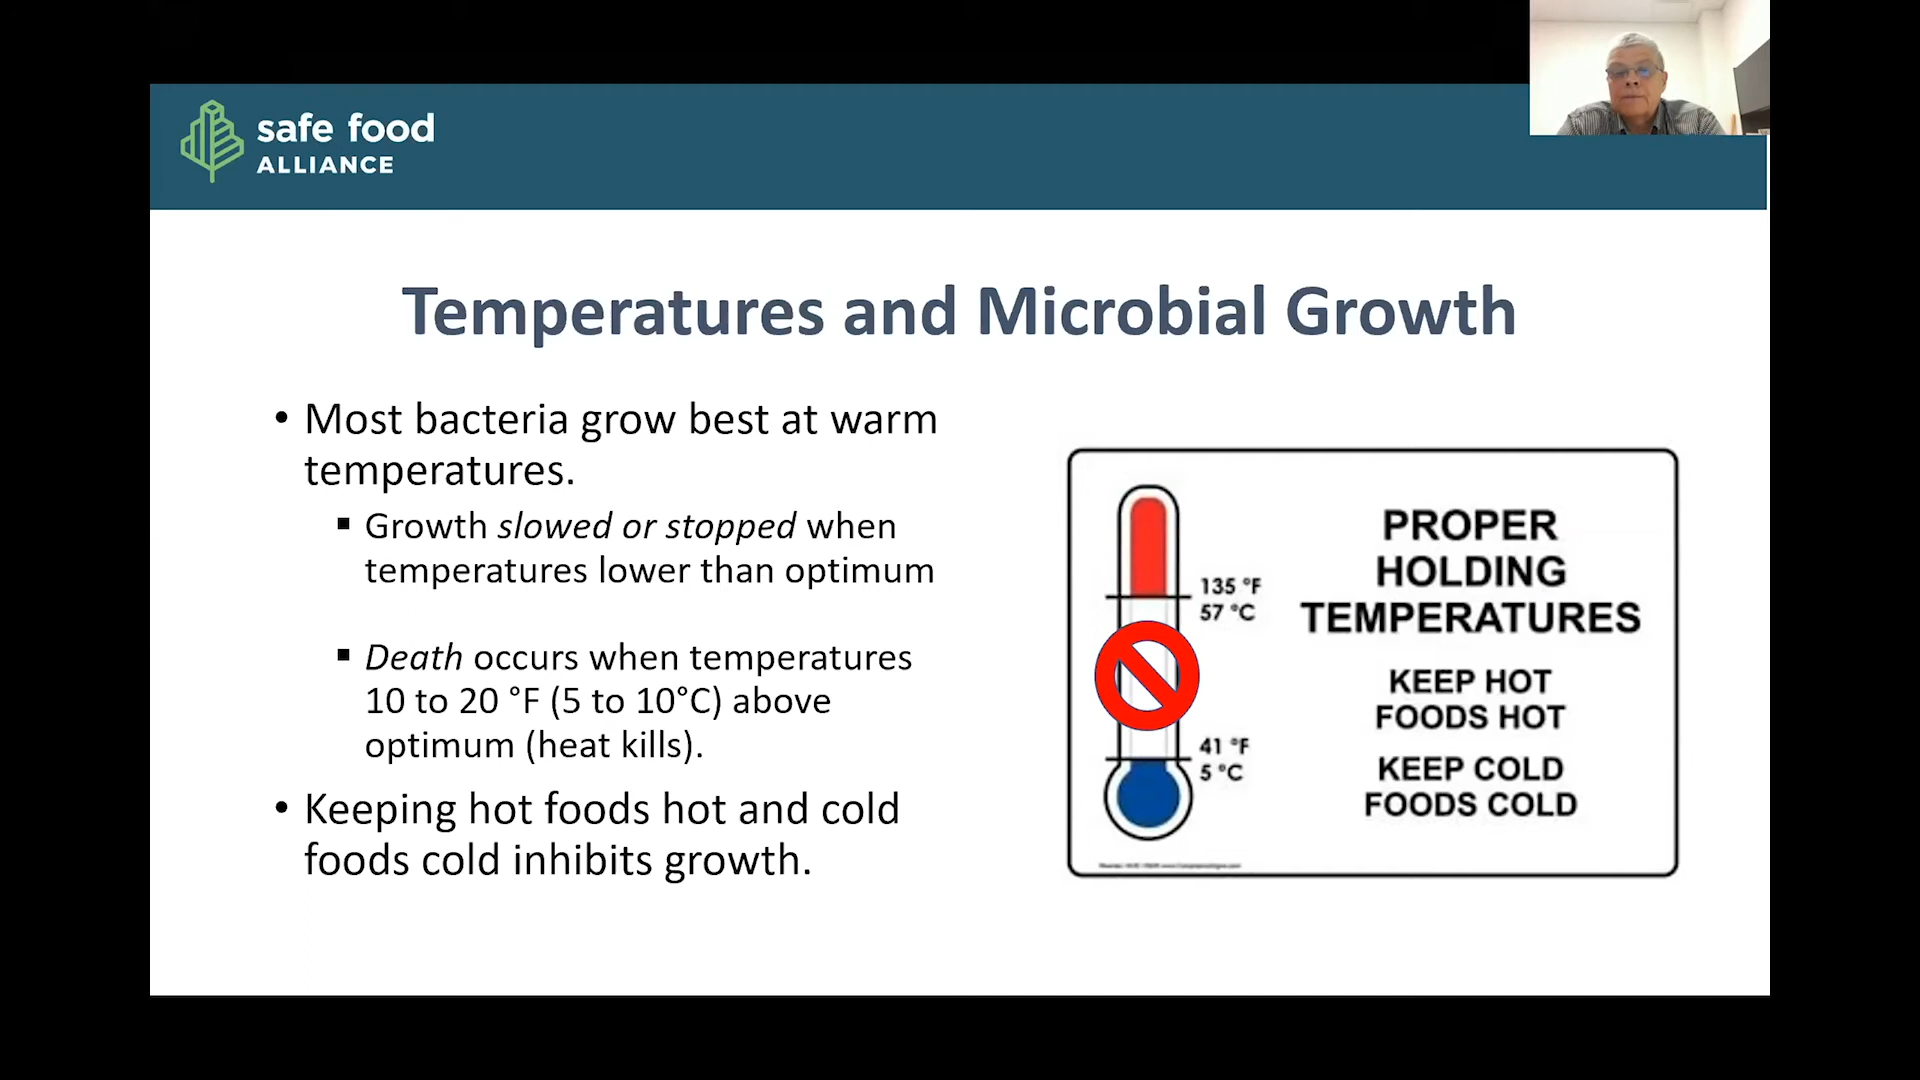 safe food
ALLIANCE
Temperatures and Microbial Growth
• Most bacteria grow best at warm
temperatures.
▪ Growth slowed or stopped when
temperatures lower than optimum
▪ Death occurs when temperatures
10 to 20 °F (5 to 10°C) above
optimum (heat kills).
• Keeping hot foods hot and cold
foods cold inhibits growth.
135 °F
57 °C
41 °F
5 °C
PROPER
HOLDING
TEMPERATURES
KEEP HOT
FOODS HOT
KEEP COLD
FOODS COLD